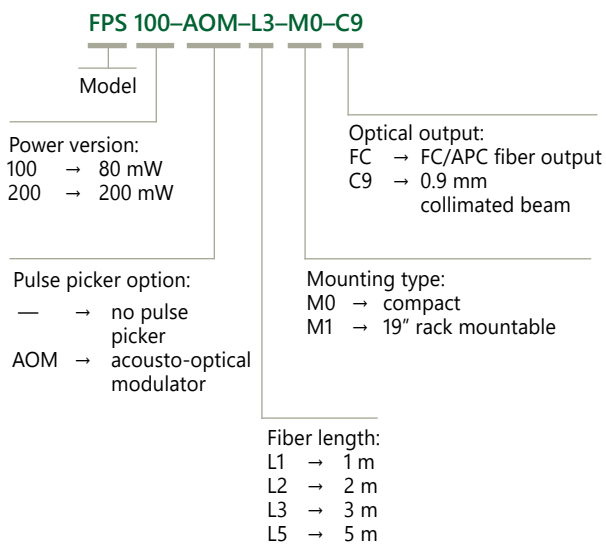 FPS 100–AOM–L3–M0–C9
Model
Power version:
100 → 80 mW
200 → 200 mW
Optical output:
FC → FC/APC fiber output
C9 → 0.9 mm
collimated beam
Pulse picker option:
— → no pulse
picker
AOM → acousto-optical
modulator
Mounting type:
M0 → compact
M1 → 19” rack mountable
Fiber length:
L1 → 1 m
L2 → 2 m
L3 → 3 m
L5 → 5 m